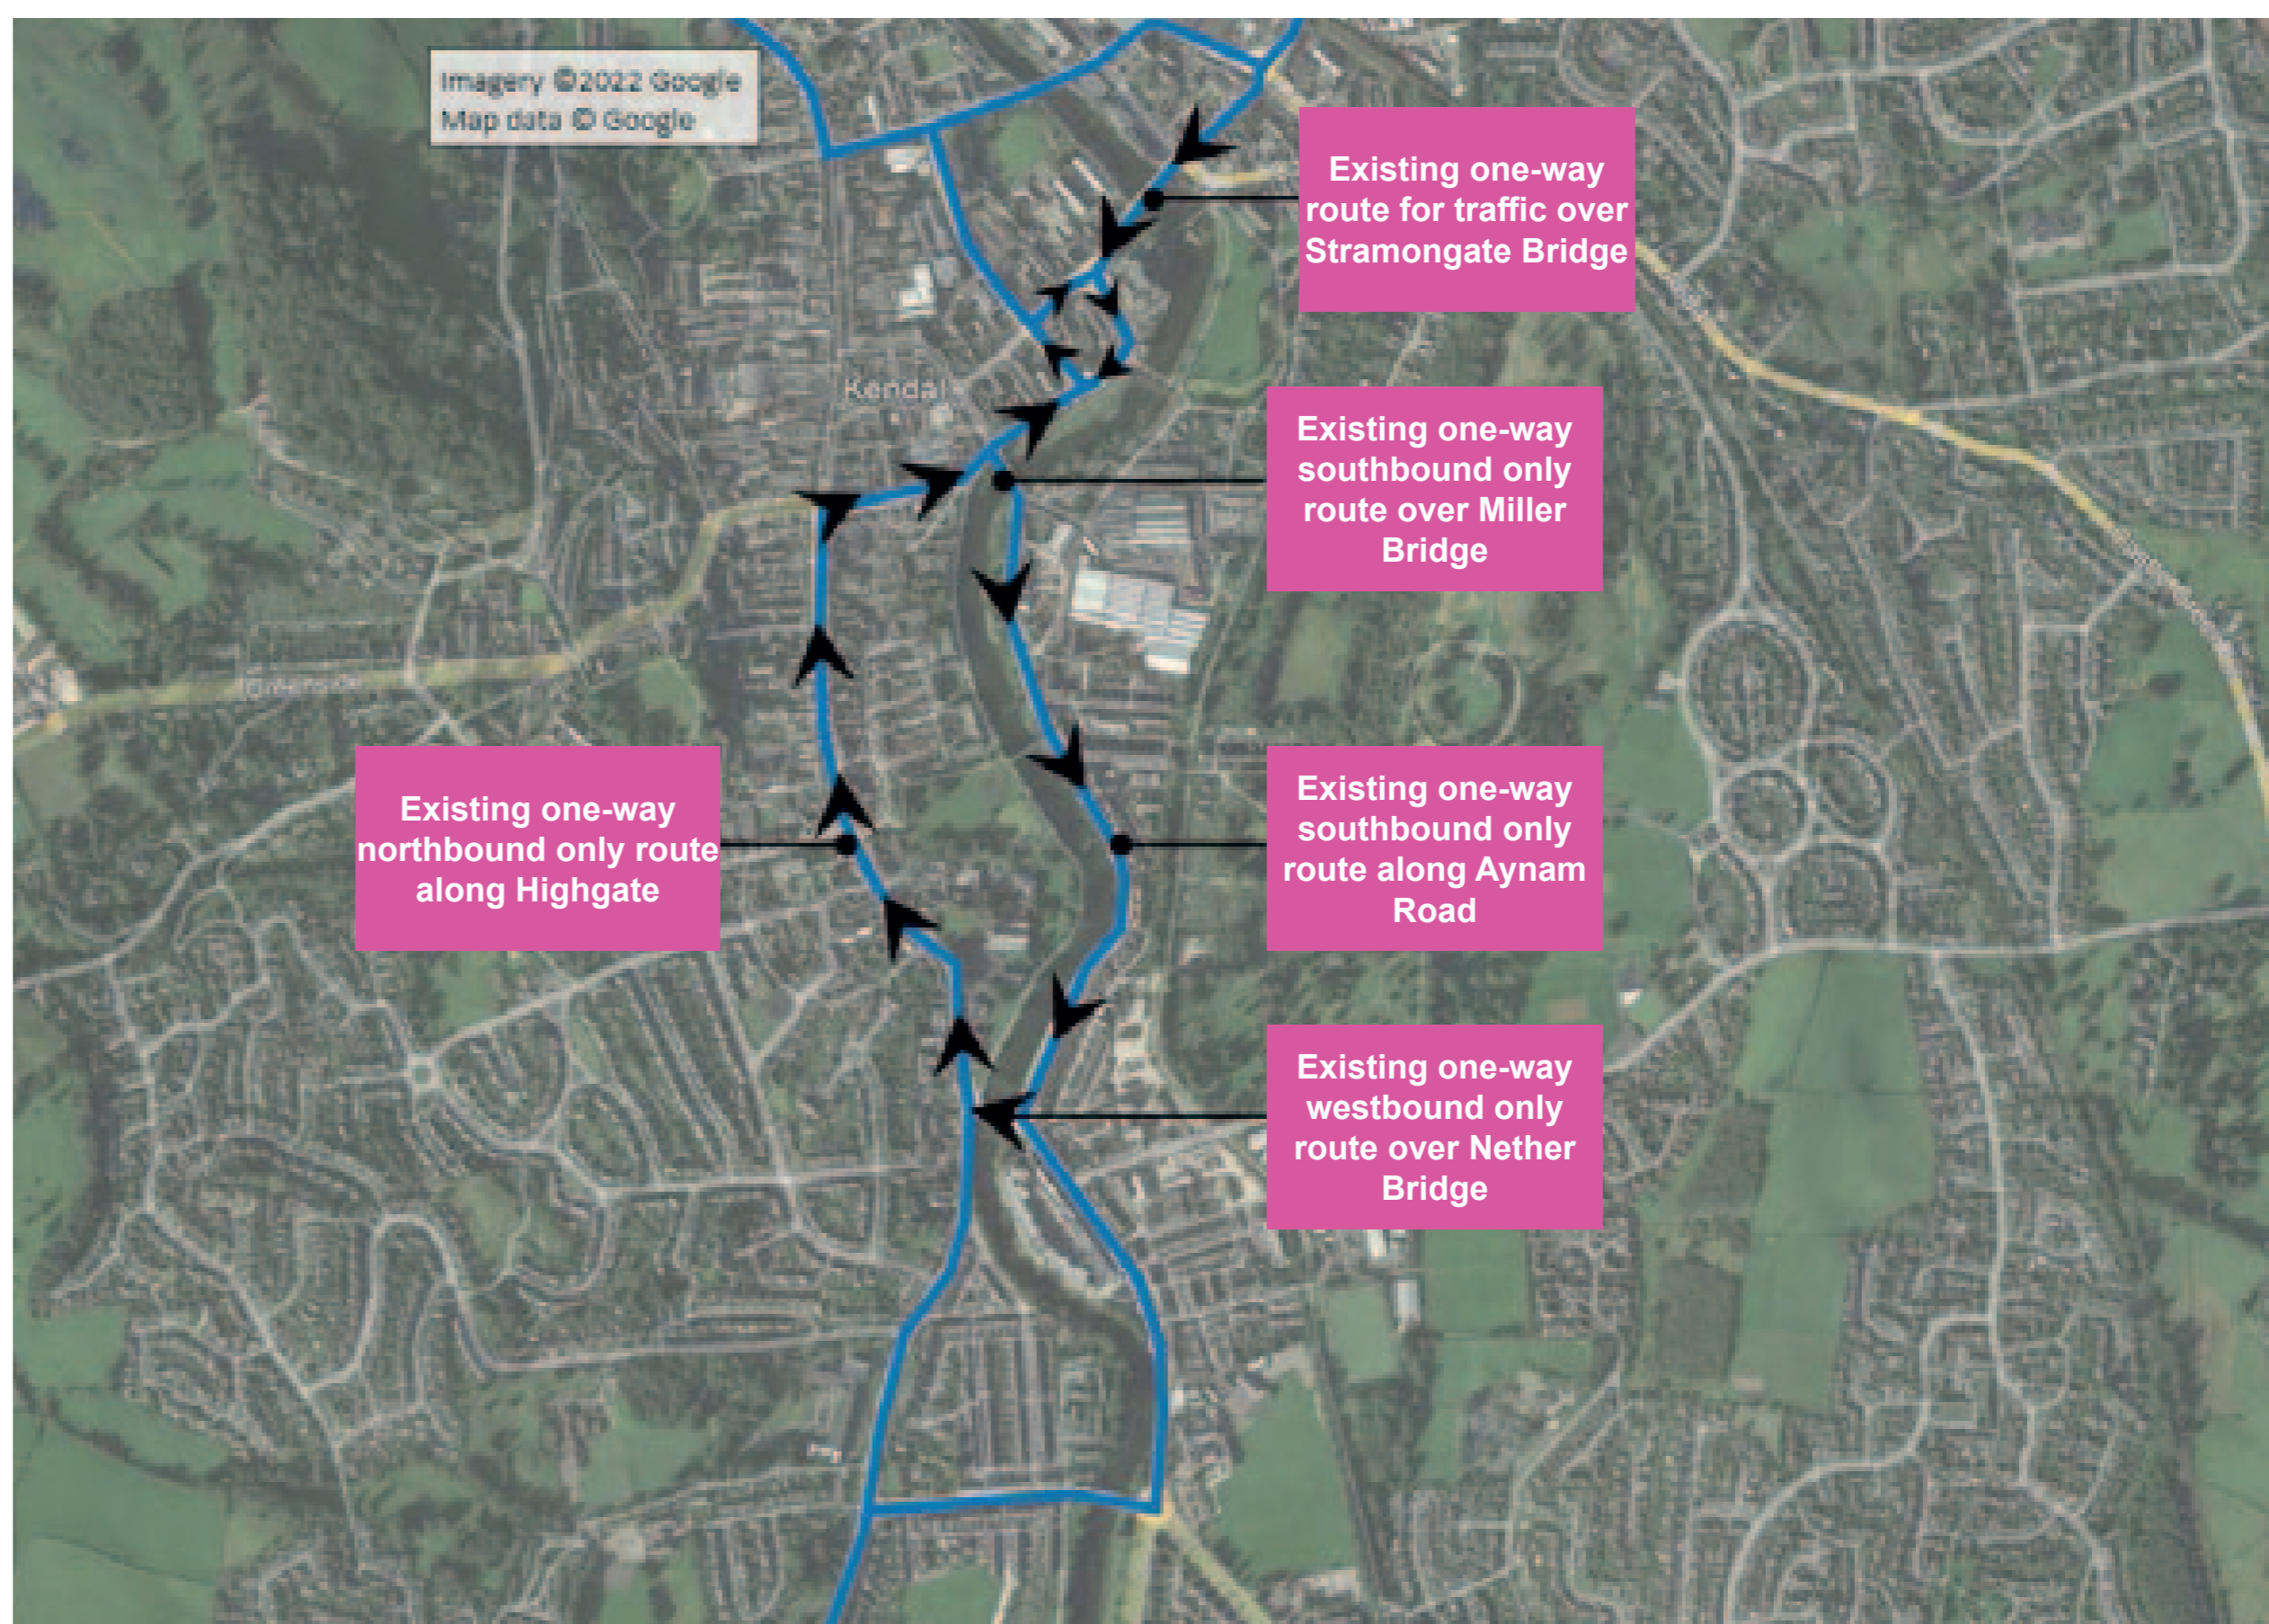 Imagery ©2022 Google
Map data © Google
Existing one-way
route for traffic over
Stramongate Bridge
Kendal
Existing one-way
southbound only
route over Miller
Bridge
Existing one-way
northbound only route
along Highgate
Existing one-way
southbound only
route along Aynam
Road
Existing one-way
westbound only
route over Nether
Bridge